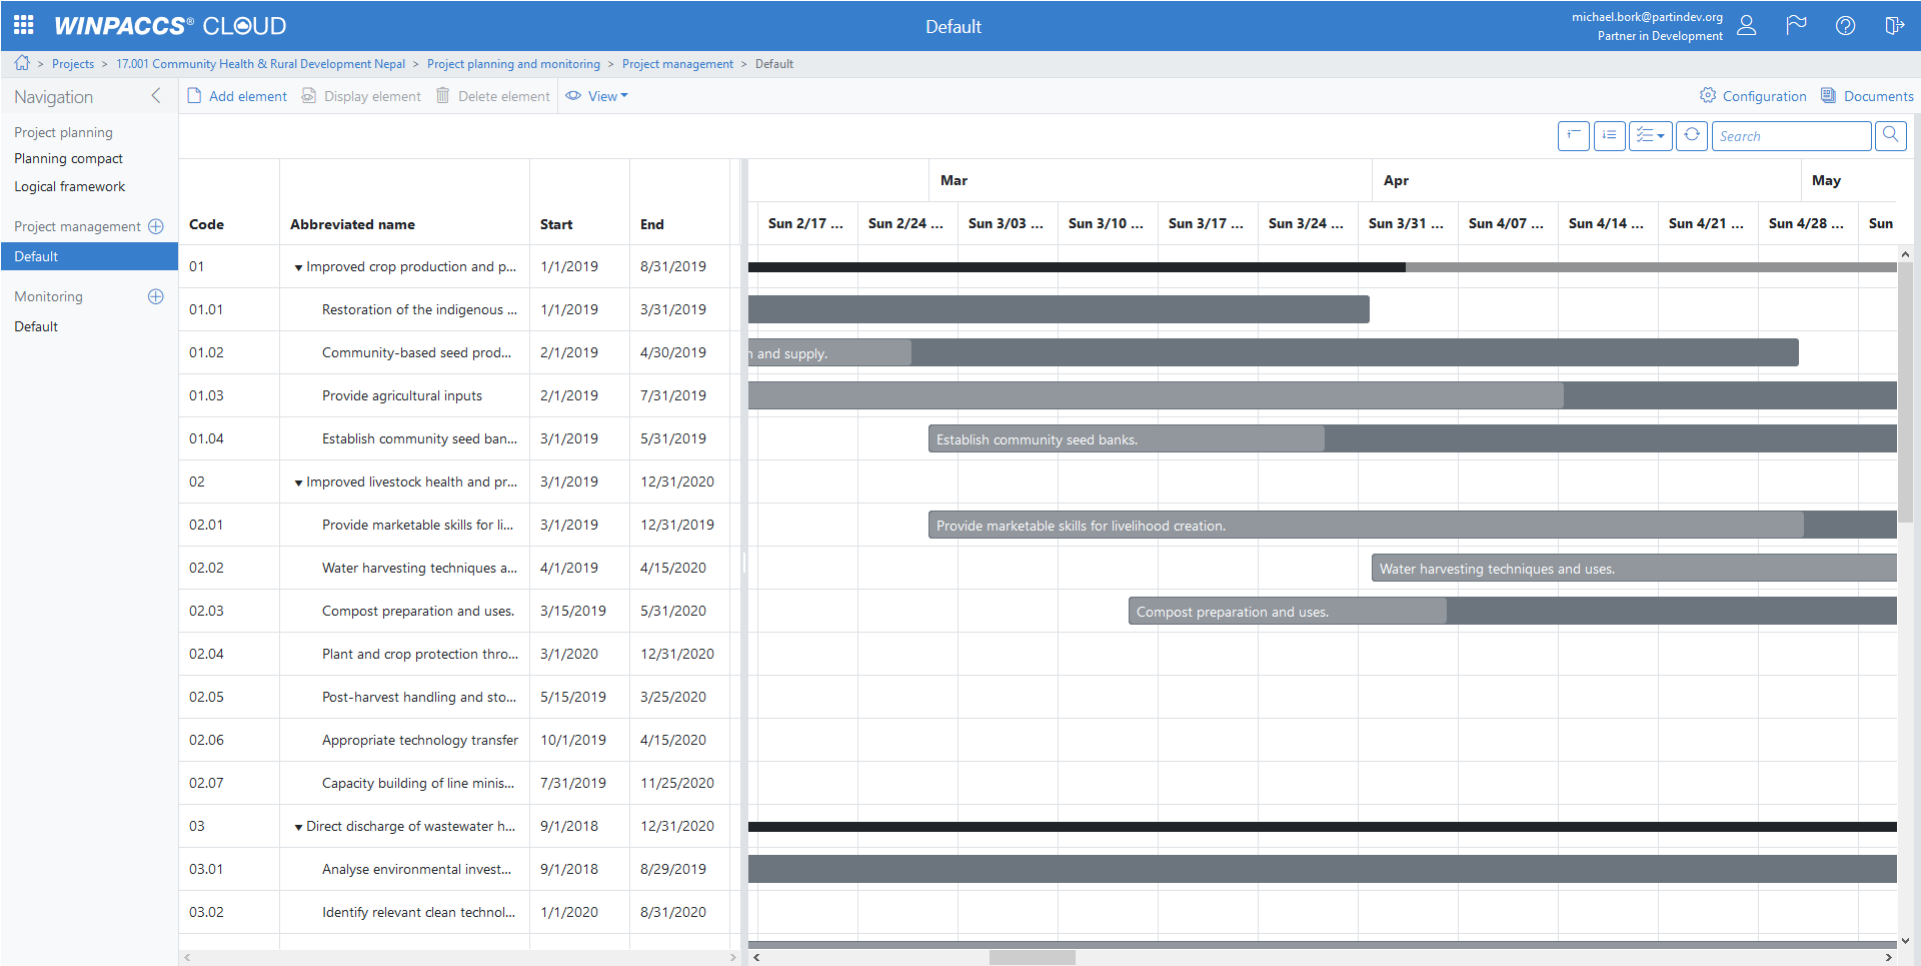 WINPACCS® CLOUD
Default
michael.bork@partindev.org
Partner in Development
> Projects > 17.001 Community Health & Rural Development Nepal > Project planning and monitoring > Project management > Default
Navigation
Add element Display element Delete element View
Configuration Documents
Project planning
Planning compact
Logical framework
Project management
Default
Monitoring
Default
Search
Mar Apr May
Code Abbreviated name Start End
Sun 2/17 ... Sun 2/24 ... Sun 3/03 ... Sun 3/10 ... Sun 3/17 ... Sun 3/24 ... Sun 3/31 ... Sun 4/07 ... Sun 4/14 ... Sun 4/21 ... Sun 4/28 ... Sun
01 Improved crop production and p... 1/1/2019 8/31/2019
01.01 Restoration of the indigenous ... 1/1/2019 3/31/2019
01.02 Community-based seed prod... 2/1/2019 4/30/2019 and supply.
01.03 Provide agricultural inputs 2/1/2019 7/31/2019
01.04 Establish community seed ban... 3/1/2019 5/31/2019 Establish community seed banks.
02 Improved livestock health and pr... 3/1/2019 12/31/2020
02.01 Provide marketable skills for li... 3/1/2019 12/31/2019 Provide marketable skills for livelihood creation.
02.02 Water harvesting techniques a... 4/1/2019 4/15/2020 Water harvesting techniques and uses.
02.03 Compost preparation and uses. 3/15/2019 5/31/2020 Compost preparation and uses.
02.04 Plant and crop protection thro... 3/1/2020 12/31/2020
02.05 Post-harvest handling and sto... 5/15/2019 3/25/2020
02.06 Appropriate technology transfer 10/1/2019 4/15/2020
02.07 Capacity building of line minis... 7/31/2019 11/25/2020
03 Direct discharge of wastewater h... 9/1/2018 12/31/2020
03.01 Analyse environmental invest... 9/1/2018 8/29/2019
03.02 Identify relevant clean technol... 1/1/2020 8/31/2020